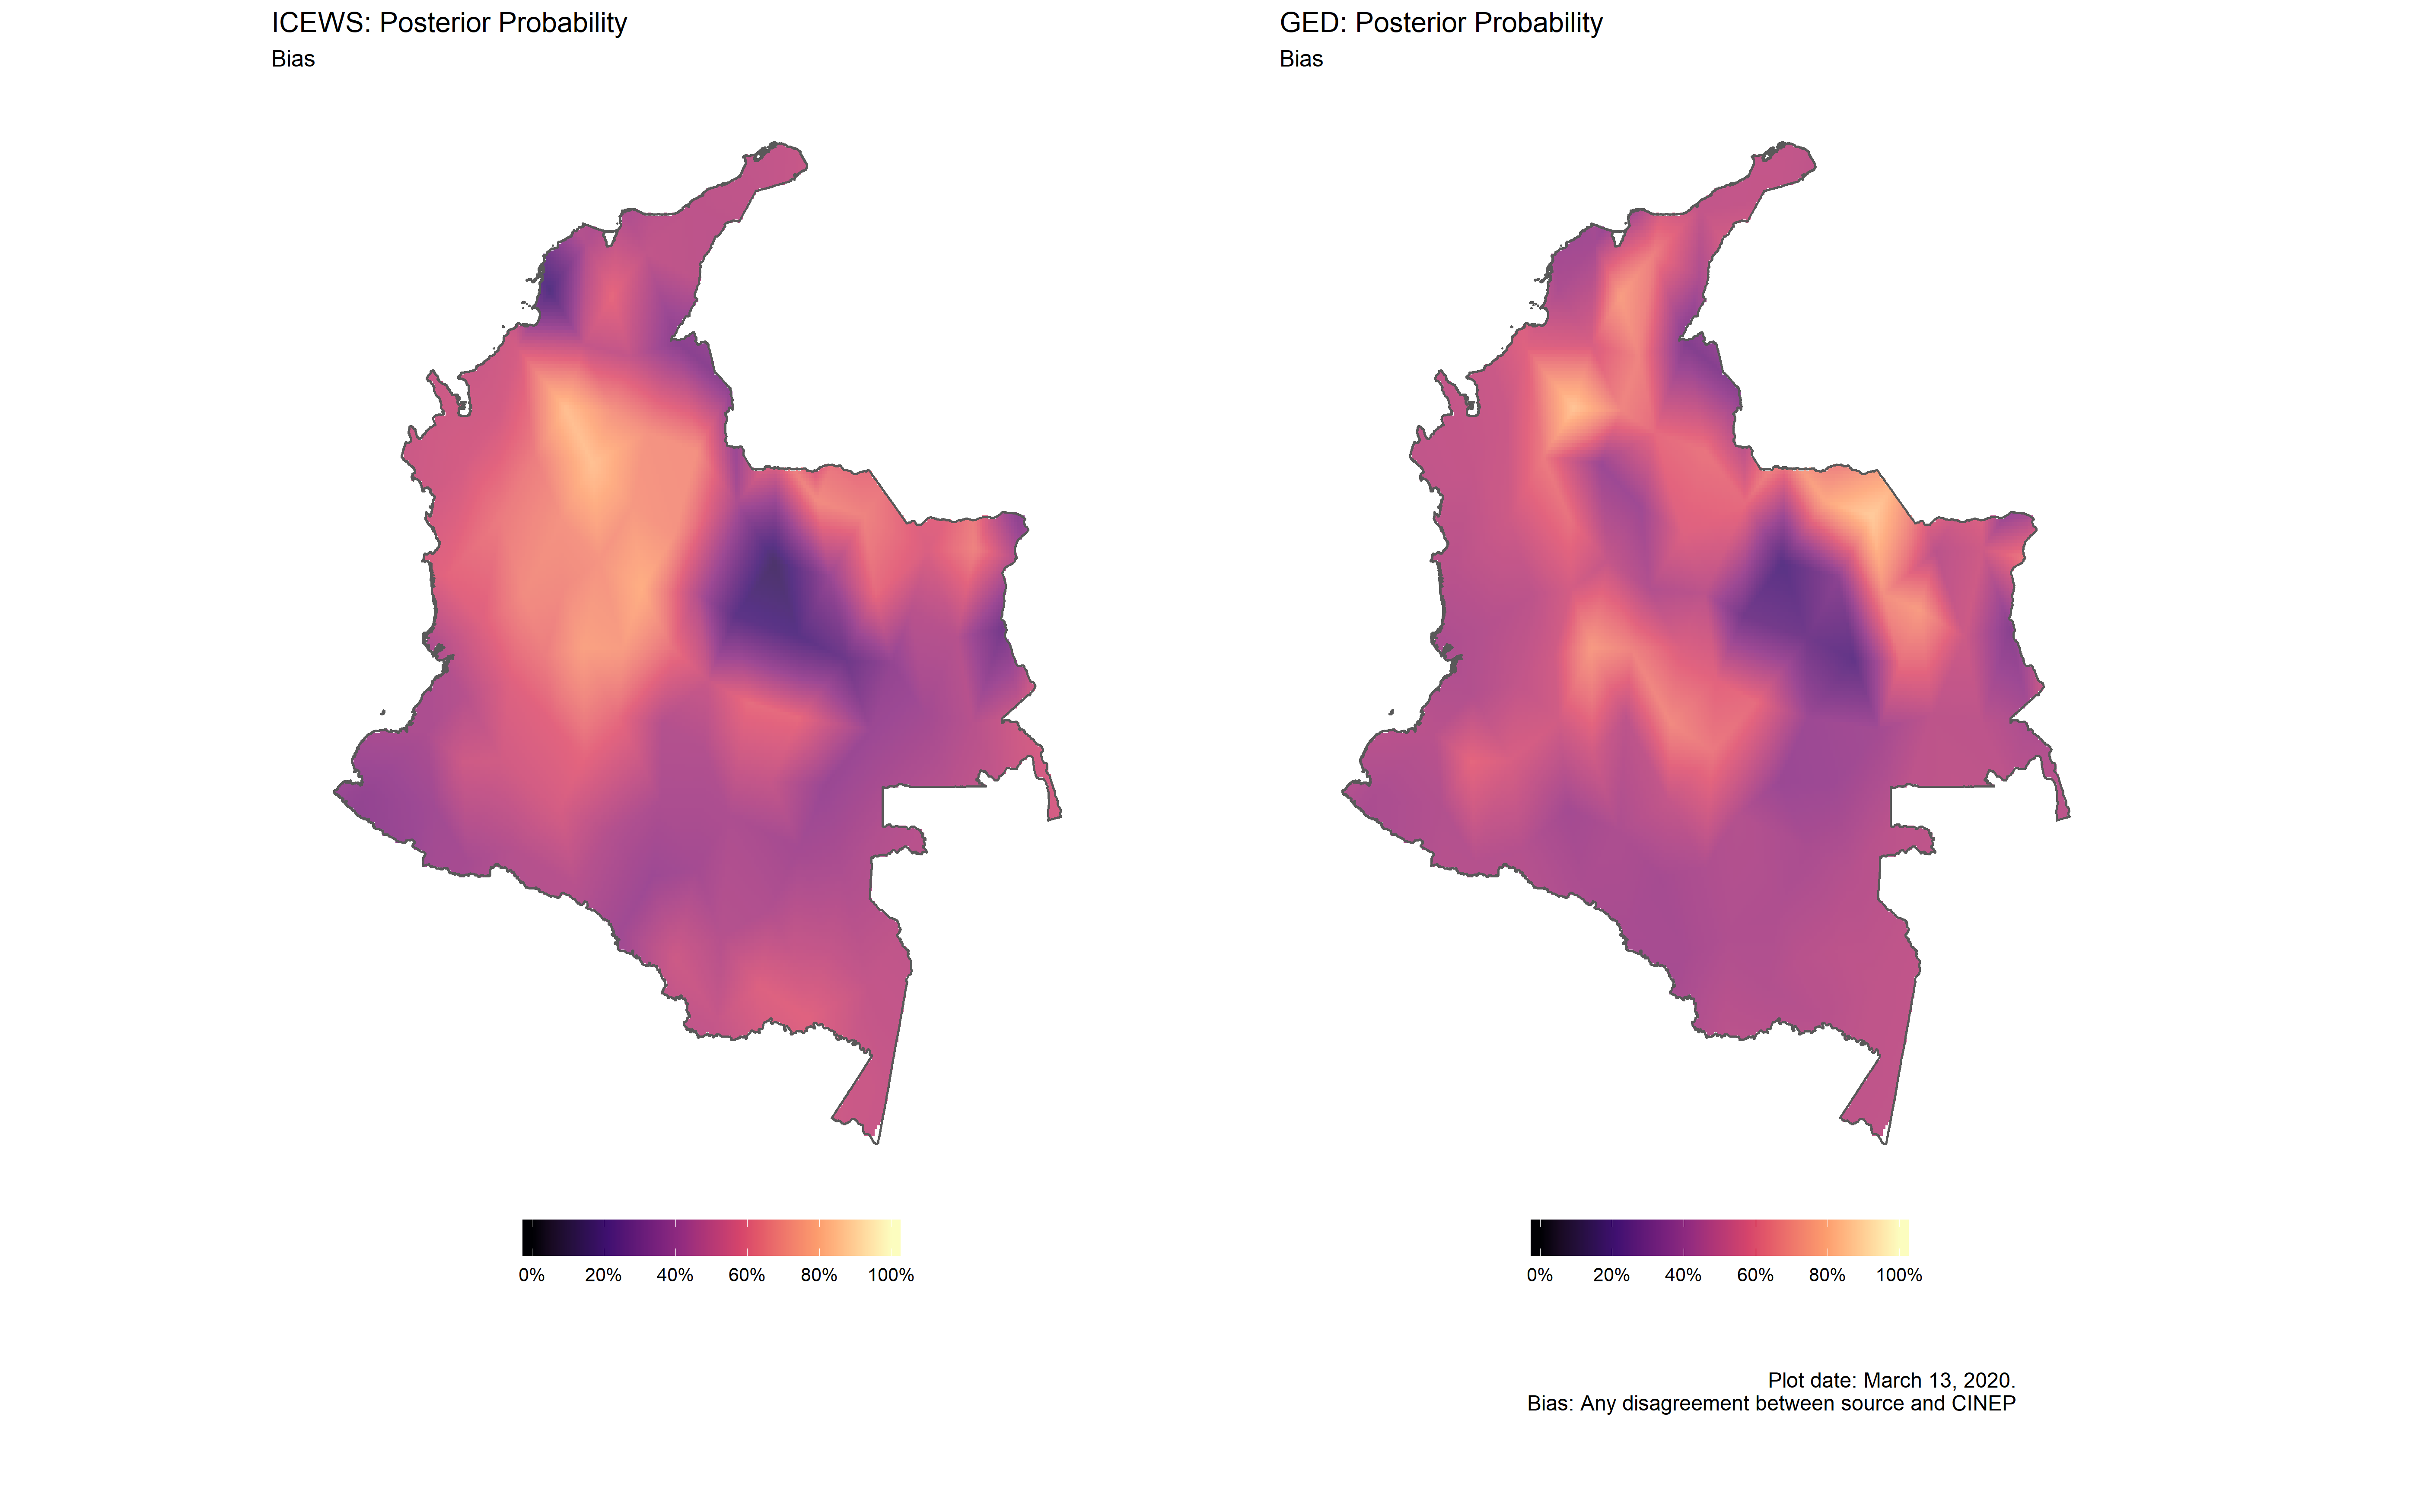 ICEWS: Posterior Probability
Bias
GED: Posterior Probability
Bias
0% 20% 40% 60% 80% 100%
0% 20% 40% 60% 80% 100%
Plot date: March 13, 2020.
Bias: Any disagreement between source and CINEP